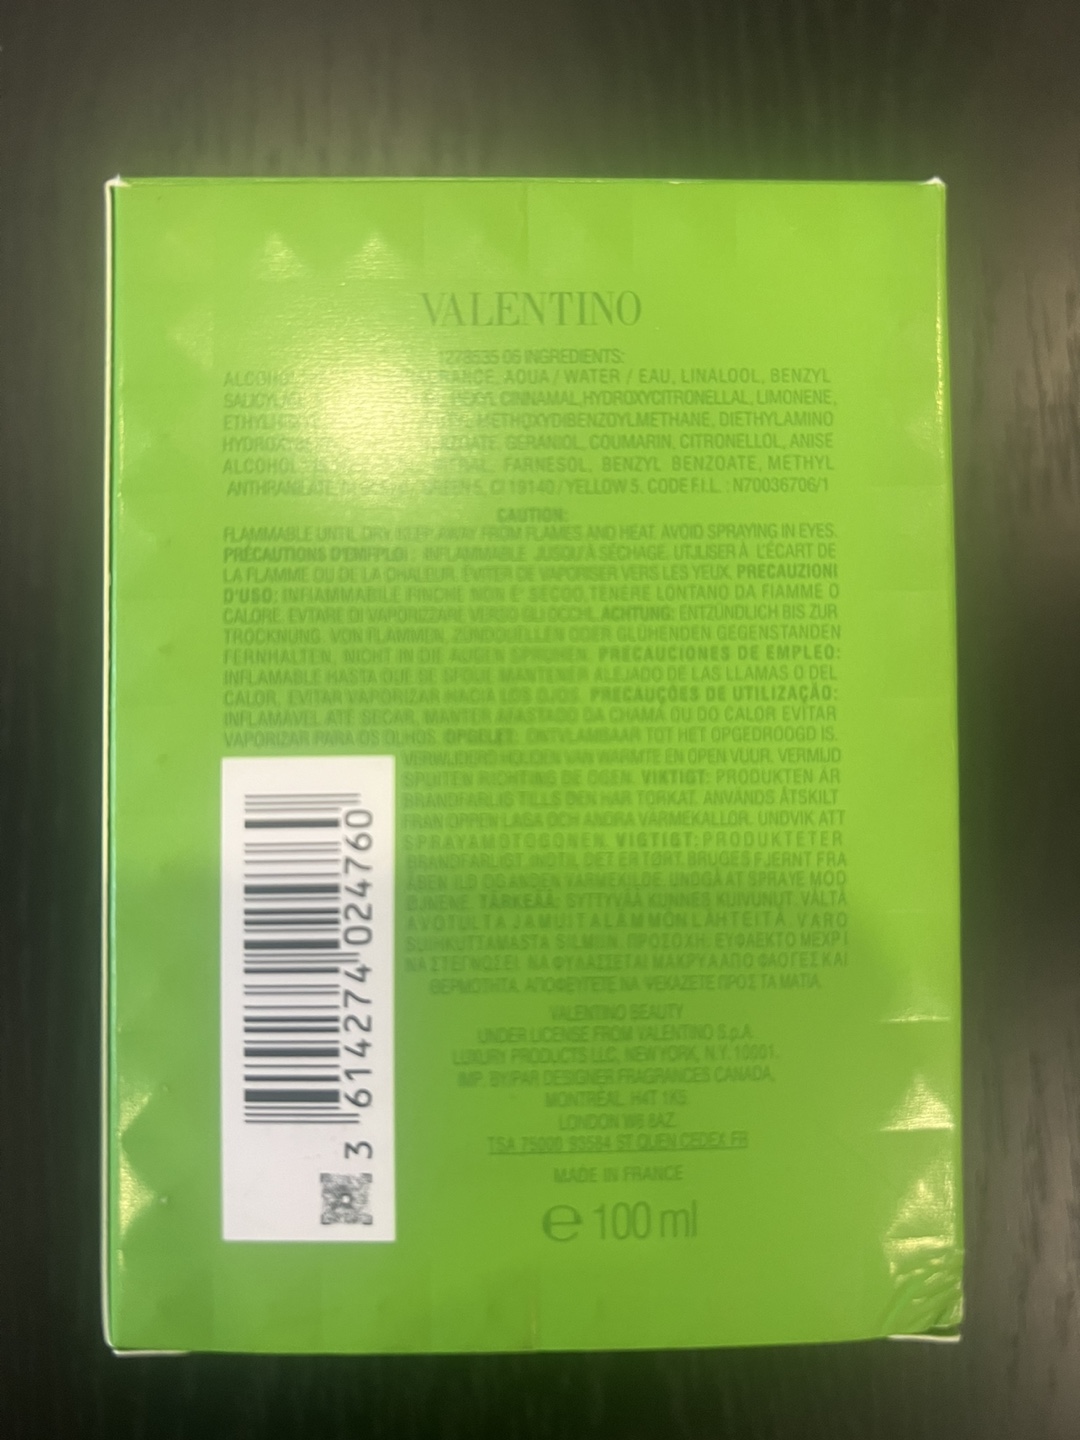 VALENTINO
1278535 06 INGREDIENTS:
AQUA / WATER / EAU, LINALOOL, BENZYL
CINNAMAL, HYDROXYCITRONELLAL, LIMONENE,
METHOXYDIBENZOYLMETHANE, DIETHYLAMINO
GERANIOL, COUMARIN, CITRONELLOL, ANISE
FARNESOL, BENZYL BENZOATE, METHYL
GREEN 5, CI 19140 / YELLOW 5. CODE F.I.L. : N70036706/1
CAUTION:
FLAMMABLE UNTIL DRY. KEEP AWAY FROM FLAMES AND HEAT. AVOID SPRAYING IN EYES.
PRÉCAUTIONS D'EMPLOI : INFLAMMABLE JUSQU'À SÉCHAGE. UTILISER À L'ÉCART DE
LA FLAMME OU DE LA CHALEUR. ÉVITER DE VAPORISER VERS LES YEUX. PRECAUZIONI
D'USO: INFIAMMABILE FINCHÉ NON È SECCO. TENERE LONTANO DA FIAMME O
CALORE. EVITARE DI VAPORIZZARE VERSO GLI OCCHI. ACHTUNG: ENTZÜNDLICH BIS ZUR
TROCKNUNG. VON FLAMMEN, ZÜNDQUELLEN ODER GLÜHENDEN GEGENSTANDEN
FERNHALTEN. NICHT IN DIE AUGEN SPRÜHEN. PRECAUCIONES DE EMPLEO:
INFLAMABLE HASTA QUE SE SEQUE MANTENER ALEJADO DE LAS LLAMAS O DEL
CALOR. EVITAR VAPORIZAR HACIA LOS OJOS. PRECAUÇÕES DE UTILIZAÇÃO:
INFLAMÁVEL ATÉ SECAR. MANTER AFASTADO DA CHAMA OU DO CALOR EVITAR
VAPORIZAR PARA OS OLHOS. OPGELET: ONTVLAMBAAR TOT HET OPGEDROOGD IS.
VERWIJDERD HOUDEN VAN WARMTE EN OPEN VUUR. VERMIJD
SPUITEN RICHTING DE OGEN. VIKTIGT: PRODUKTEN ÄR
BRANDFARLIG TILLS DEN HAR TORKAT. ANVÄNDS ÅTSKILT
FRÅN ÖPPEN LÅGA OCH ANDRA VÄRMEKÄLLOR. UNDVIK ATT
SPRAYA MOT ÖGONEN. VIGTIGT: PRODUKTET ER
BRANDFARLIGT INDTIL DET ER TØRT. BRUGES FJERNT FRA
ÅBEN ILD OG ANDEN VARMEKILDE. UNDGÅ AT SPRAYE MOD
ØJNENE. TÄRKEÄÄ: SYTTYVÄÄ KUNNES KUIVUNUT. VÄLTÄ
AVOTULTA JA MUITA LÄMMÖNLÄHTEITÄ. VARO
SUIHKUTTAMASTA SILMIIN. ΠΡΟΣΟΧΗ: ΕΥΦΛΕΚΤΟ ΜΕΧΡΙ
ΝΑ ΣΤΕΓΝΩΣΕΙ. ΝΑ ΦΥΛΑΣΣΕΤΑΙ ΜΑΚΡΥΑ ΑΠΟ ΦΛΟΓΕΣ ΚΑΙ
ΘΕΡΜΟΤΗΤΑ. ΑΠΟΦΕΥΓΕΤΕ ΝΑ ΨΕΚΑΖΕΤΕ ΠΡΟΣ ΤΑ ΜΑΤΙΑ.
VALENTINO BEAUTY
UNDER LICENSE FROM VALENTINO S.p.A.
LUXURY PRODUCTS LLC, NEW YORK, N.Y. 10001.
IMP. BY/PAR DESIGNER FRAGRANCES CANADA,
MONTRÉAL, H4T 1K5
LONDON W6 8AZ.
TSA 75000 93584 ST OUEN CEDEX, FR
MADE IN FRANCE
e 100 ml
3 614274 024760